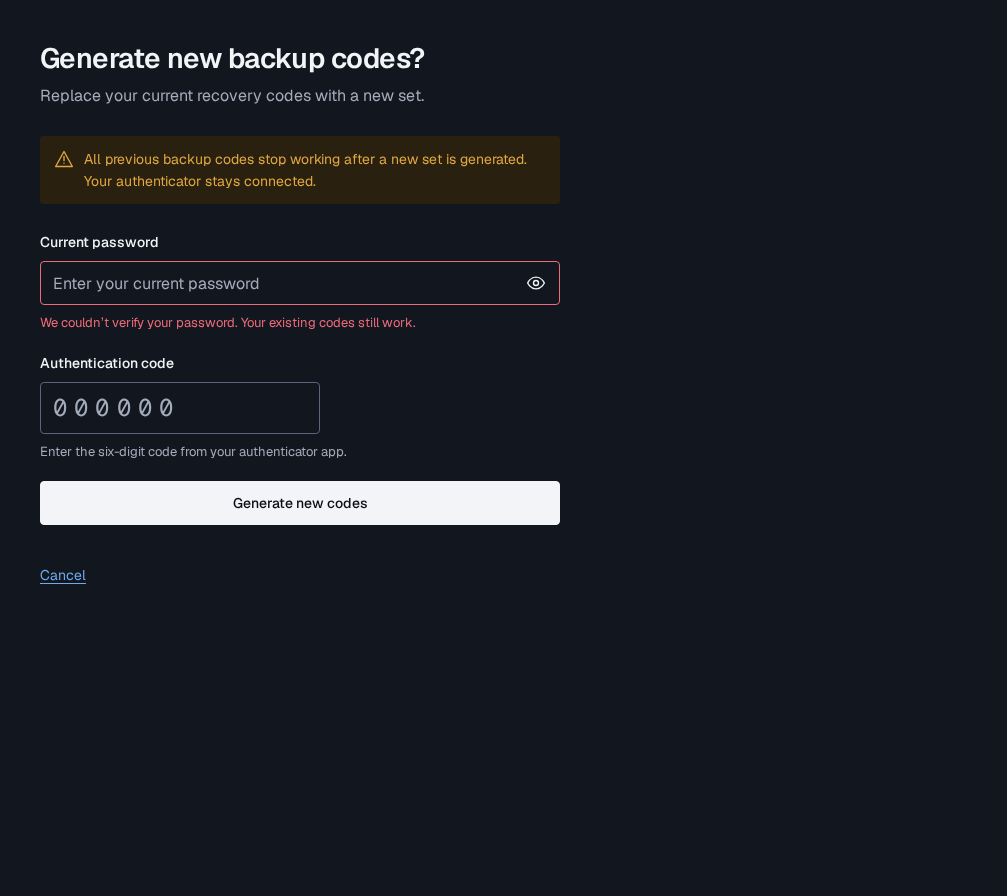 Generate new backup codes?
Replace your current recovery codes with a new set.
All previous backup codes stop working after a new set is generated.
Your authenticator stays connected.
Current password
Enter your current password
We couldn't verify your password. Your existing codes still work.
Authentication code
000000
Enter the six-digit code from your authenticator app.
Generate new codes
Cancel